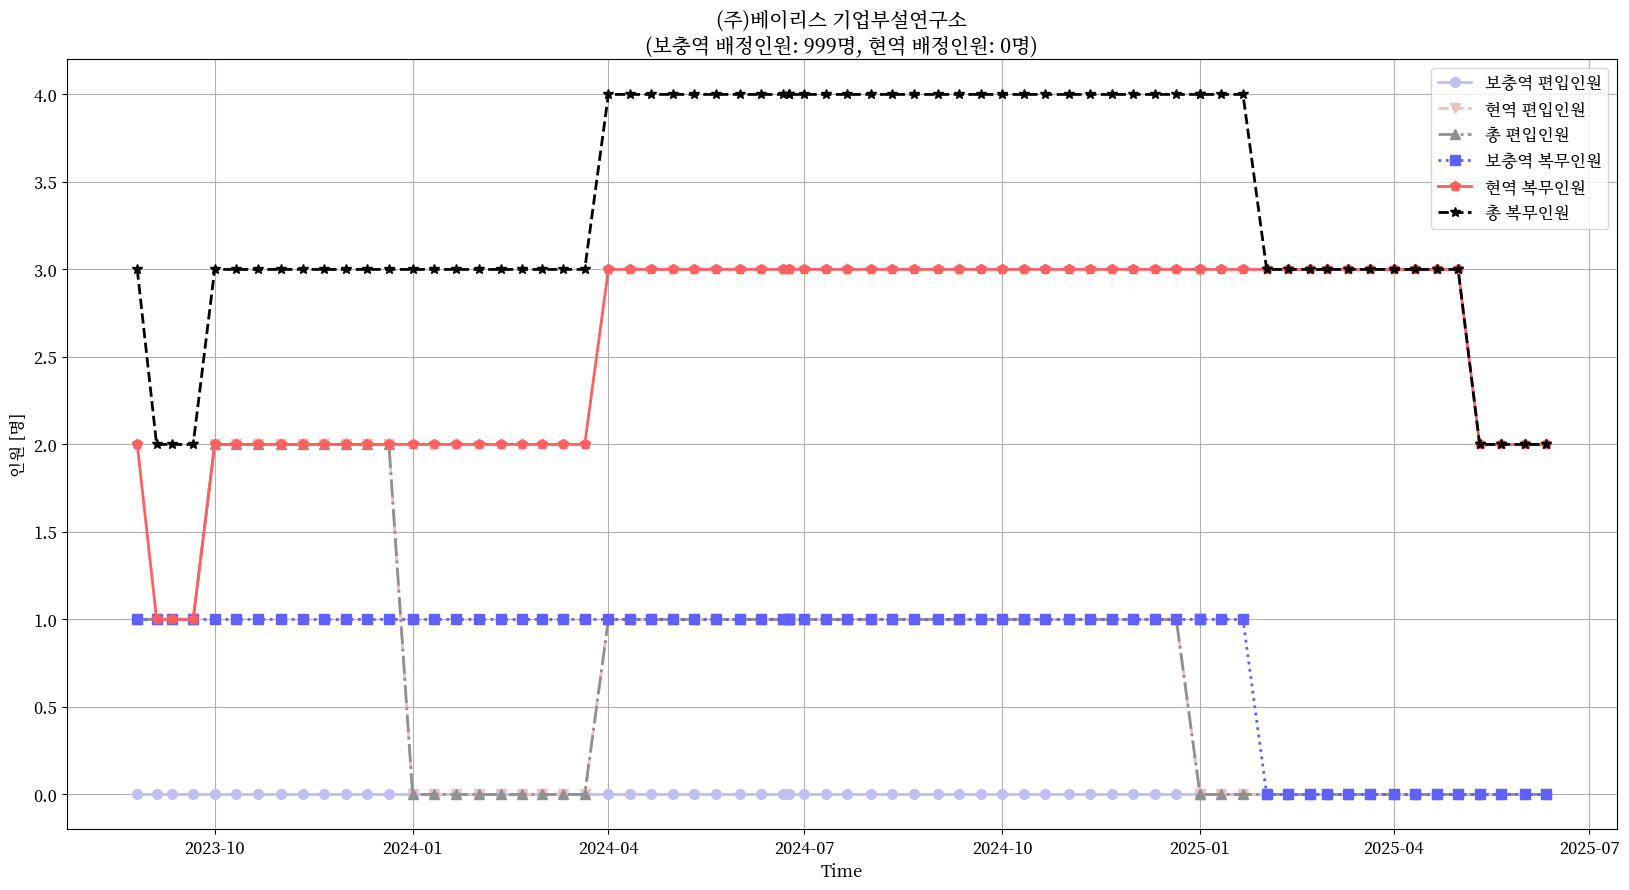 (주)베이리스 기업부설연구소
(보충역 배정인원: 999명, 현역 배정인원: 0명)
보충역 편입인원
현역 편입인원
총 편입인원
보충역 복무인원
현역 복무인원
총 복무인원
인원 [명]
4.0
3.5
3.0
2.5
2.0
1.5
1.0
0.5
0.0
2023-10
2024-01
2024-04
2024-07
2024-10
2025-01
2025-04
2025-07
Time